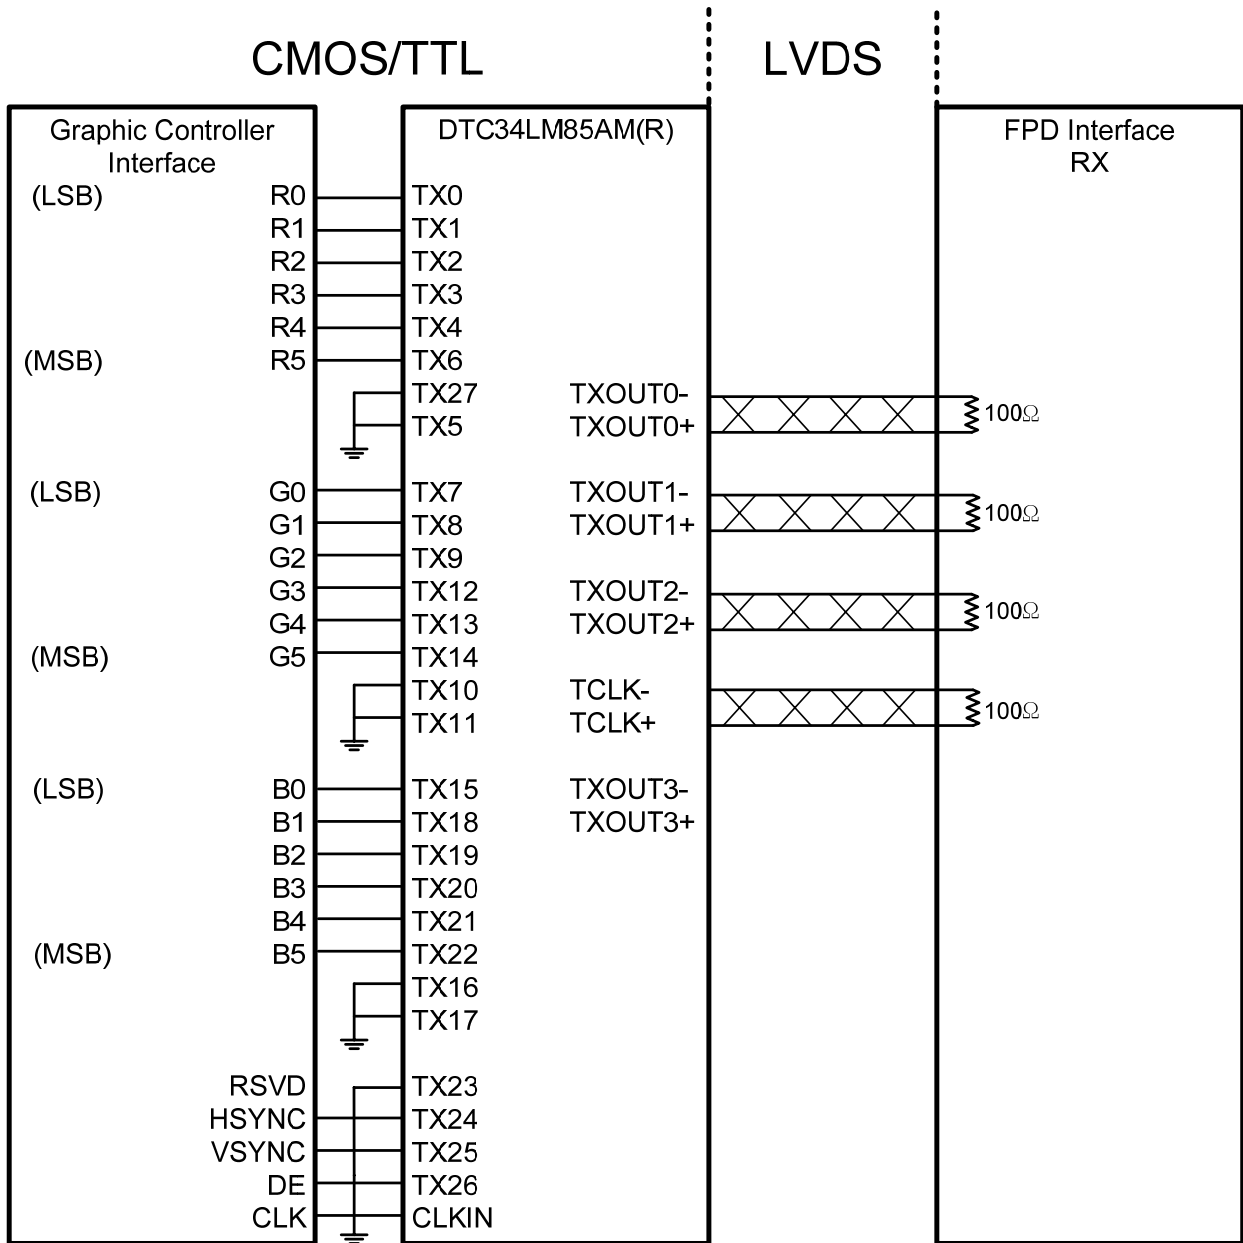 CMOS/TTL LVDS
Graphic Controller
Interface
DTC34LM85AM(R)
FPD Interface
RX
(LSB) R0 TX0
R1 TX1
R2 TX2
R3 TX3
R4 TX4
(MSB) R5 TX6
TX27 TXOUT0-
TX5 TXOUT0+
100Ω
(LSB) G0 TX7 TXOUT1-
G1 TX8 TXOUT1+
100Ω
G2 TX9
G3 TX12 TXOUT2-
G4 TX13 TXOUT2+
100Ω
(MSB) G5 TX14
TX10 TCLK-
TX11 TCLK+
100Ω
(LSB) B0 TX15 TXOUT3-
B1 TX18 TXOUT3+
B2 TX19
B3 TX20
B4 TX21
(MSB) B5 TX22
TX16
TX17
RSVD TX23
HSYNC TX24
VSYNC TX25
DE TX26
CLK CLKIN